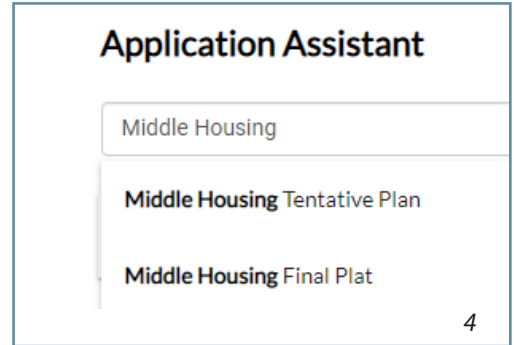 Application Assistant
Middle Housing
Middle Housing Tentative Plan
Middle Housing Final Plat
4